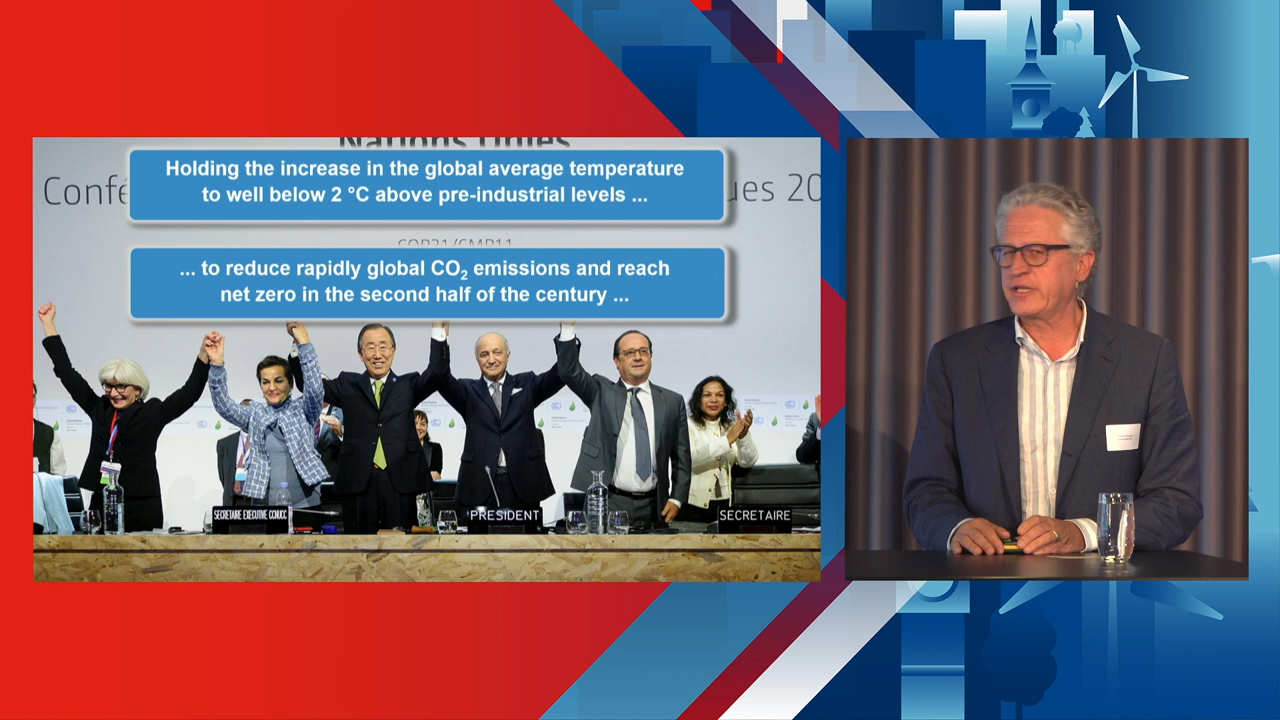 Nations Unies
Holding the increase in the global average temperature
to well below 2 °C above pre-industrial levels ...
Confé
ues 20
COP21/CMP11
... to reduce rapidly global CO₂ emissions and reach
net zero in the second half of the century ...
SECRETAIRE EXECUTIVE CCNUCC
PRESIDENT
SECRETAIRE